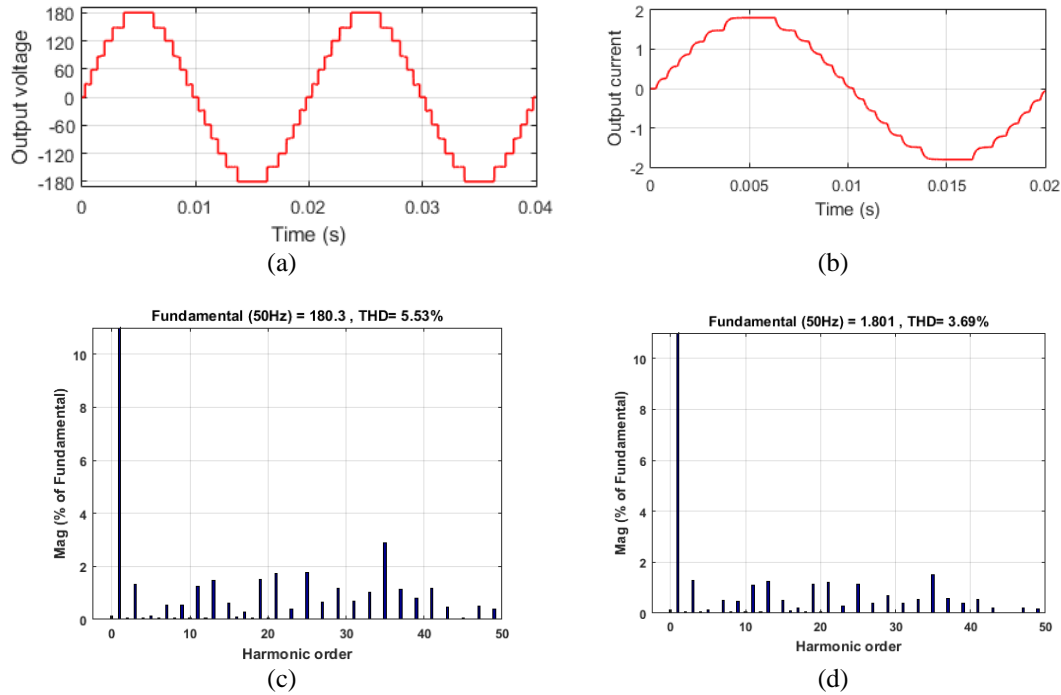 180
120
60
0
-60
-120
-180
Output voltage
0 0.01 0.02 0.03 0.04
Time (s)
(a)
2
1
0
-1
-2
Output current
0 0.005 0.01 0.015 0.02
Time (s)
(b)
Fundamental (50Hz) = 180.3 , THD= 5.53%
10
8
6
4
2
0
Mag (% of Fundamental)
0 10 20 30 40 50
Harmonic order
(c)
Fundamental (50Hz) = 1.801 , THD= 3.69%
10
8
6
4
2
0
Mag (% of Fundamental)
0 10 20 30 40 50
Harmonic order
(d)